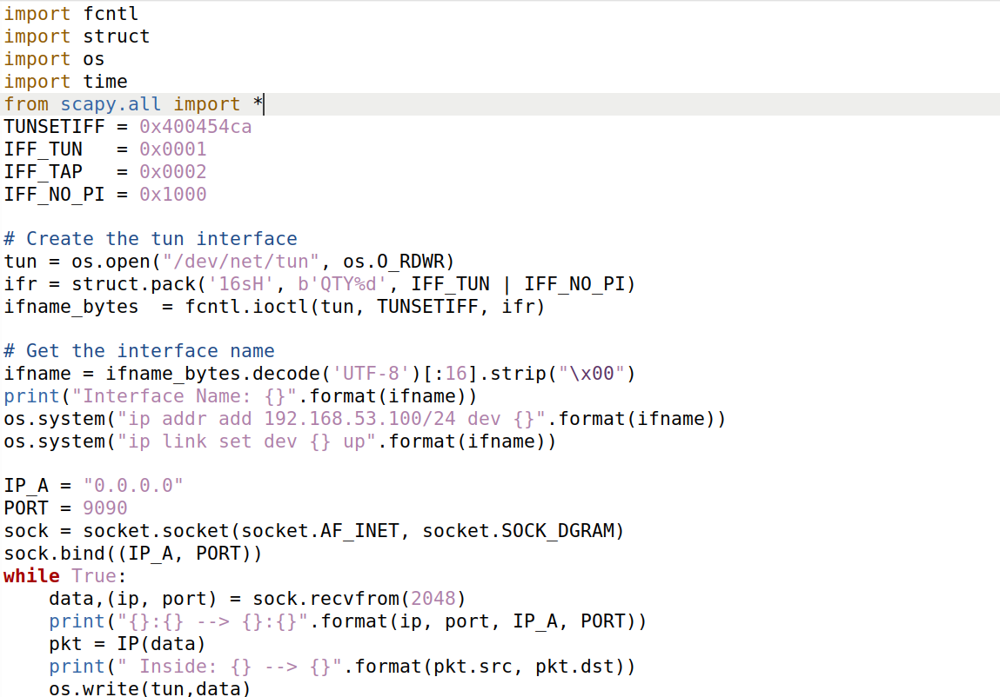 import fcntl
import struct
import os
import time
from scapy.all import *
TUNSETIFF = 0x400454ca
IFF_TUN   = 0x0001
IFF_TAP   = 0x0002
IFF_NO_PI = 0x1000

# Create the tun interface
tun = os.open("/dev/net/tun", os.O_RDWR)
ifr = struct.pack('16sH', b'QTY%d', IFF_TUN | IFF_NO_PI)
ifname_bytes  = fcntl.ioctl(tun, TUNSETIFF, ifr)

# Get the interface name
ifname = ifname_bytes.decode('UTF-8')[:16].strip("\x00")
print("Interface Name: {}".format(ifname))
os.system("ip addr add 192.168.53.100/24 dev {}".format(ifname))
os.system("ip link set dev {} up".format(ifname))

IP_A = "0.0.0.0"
PORT = 9090
sock = socket.socket(socket.AF_INET, socket.SOCK_DGRAM)
sock.bind((IP_A, PORT))
while True:
    data,(ip, port) = sock.recvfrom(2048)
    print("{}:{} --> {}:{}".format(ip, port, IP_A, PORT))
    pkt = IP(data)
    print(" Inside: {} --> {}".format(pkt.src, pkt.dst))
    os.write(tun,data)